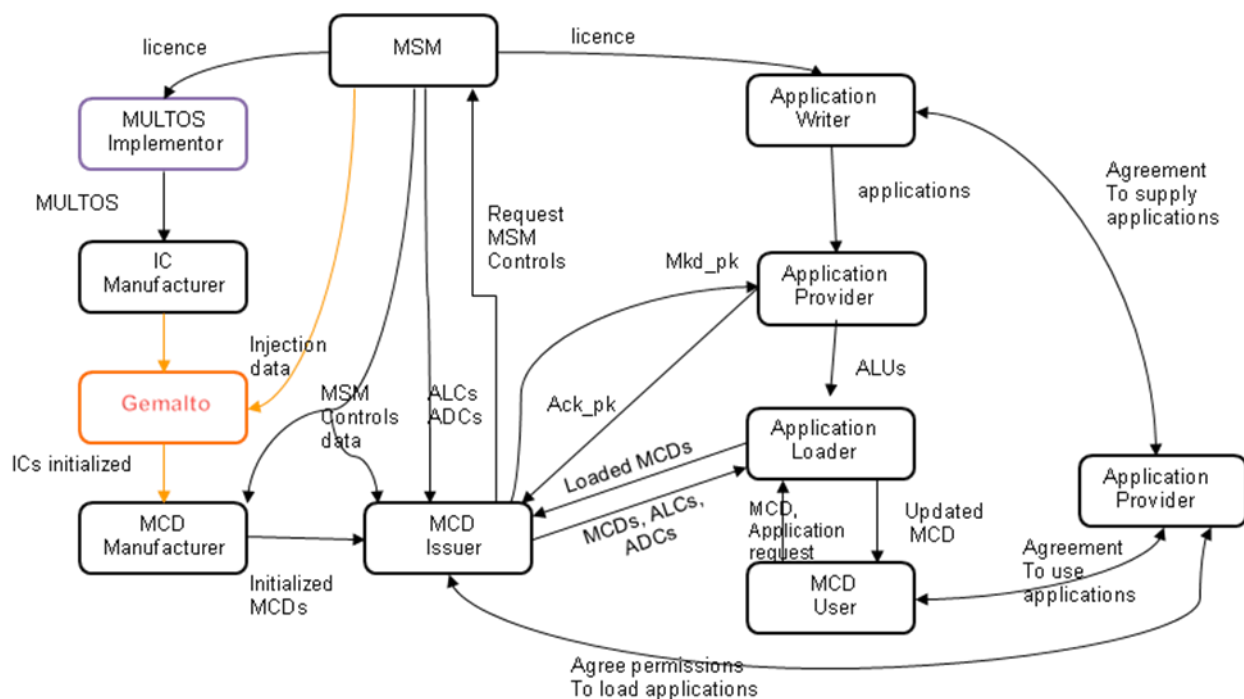 licence
MSM
licence
MULTOS
Implementor
Application
Writer
MULTOS
applications
Agreement
To supply
applications
Request
MSM
Controls
IC
Manufacturer
Mkd_pk
Application
Provider
Injection
data
ALUs
Gemalto
MSM
Controls
data
ALCs
ADCs
Ack_pk
Application
Loader
ICs initialized
Loaded MCDs
Application
Provider
MCD
Manufacturer
MCD
Issuer
MCDs, ALCs,
ADCs
MCD,
Application
request
Updated
MCD
Agreement
To use
applications
Initialized
MCDs
MCD
User
Agree permissions
To load applications